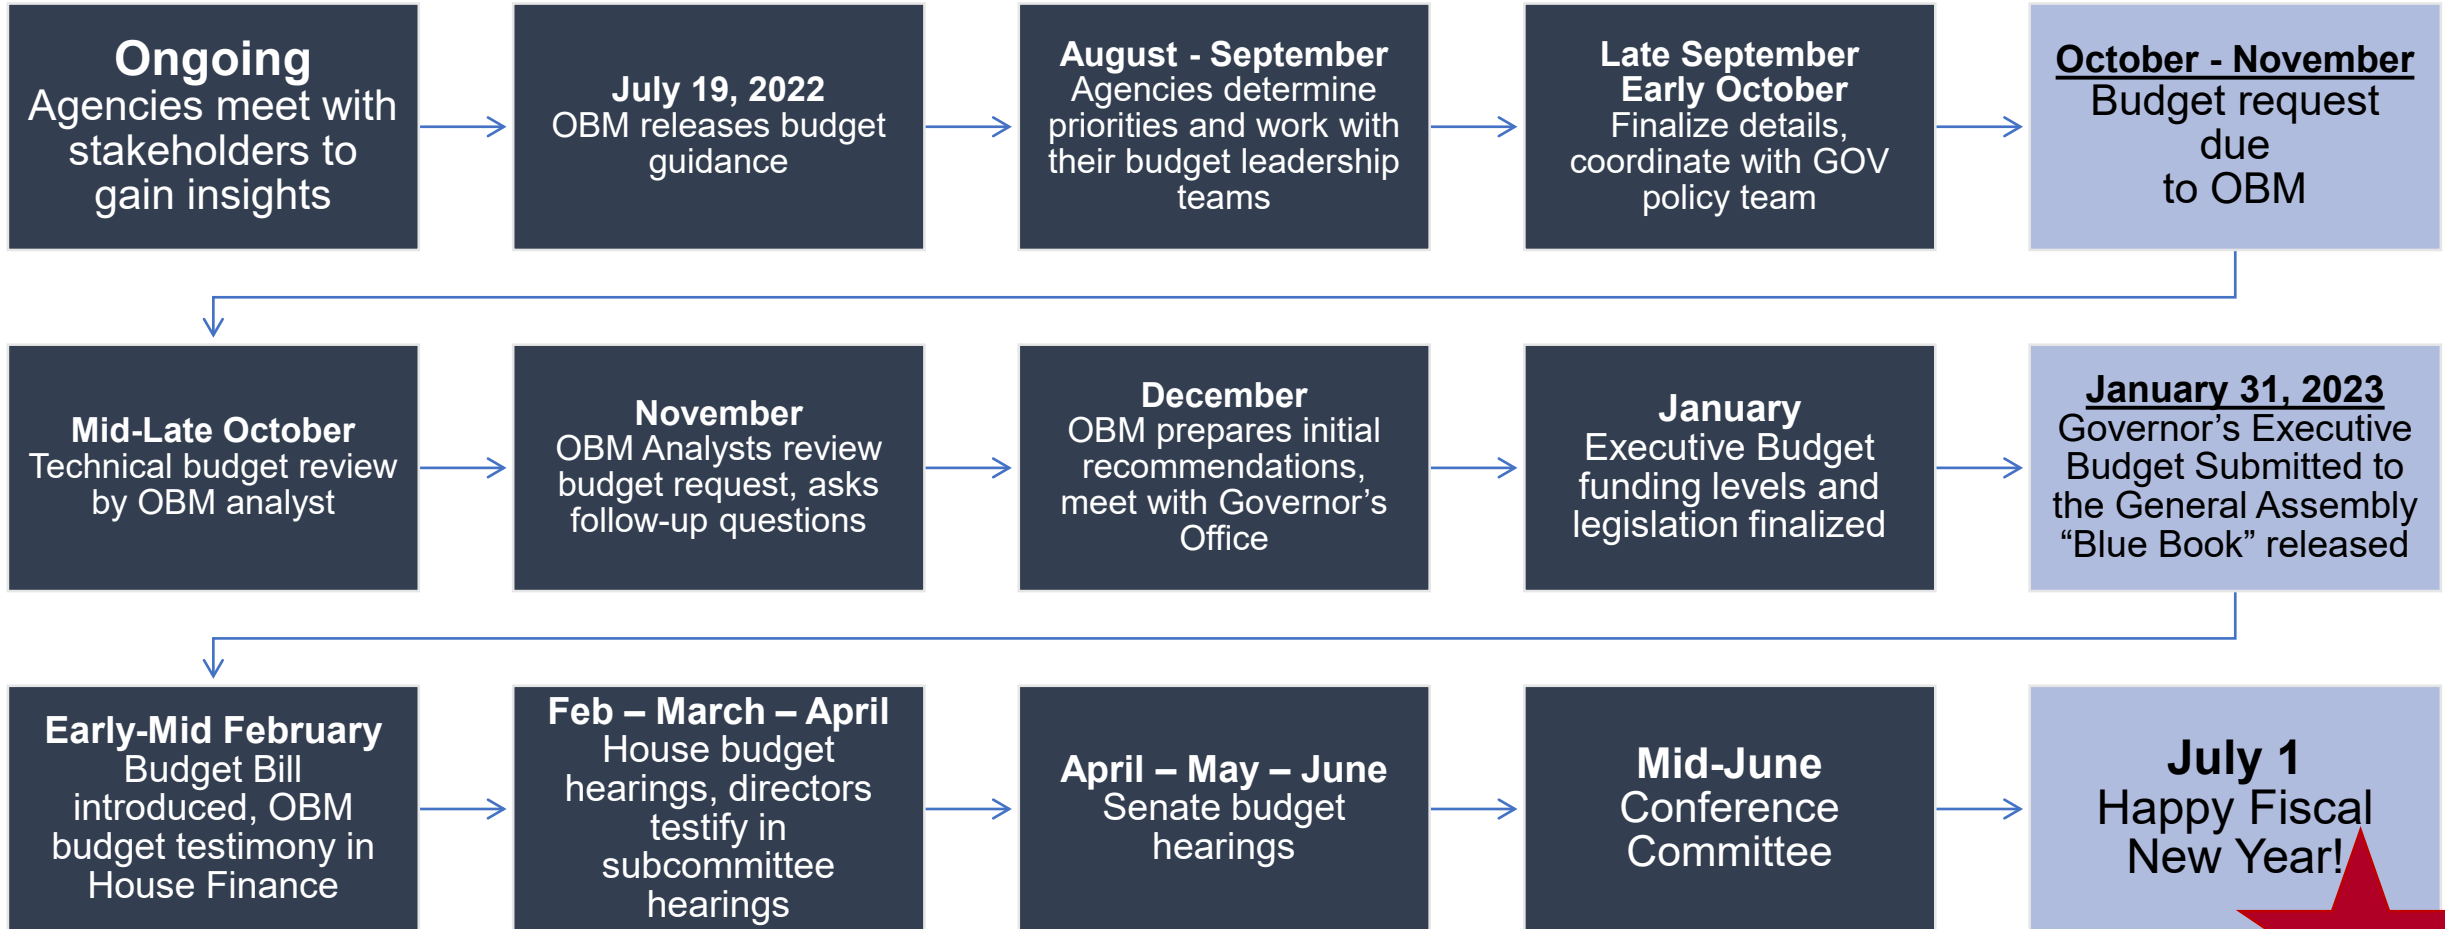 Ongoing
Agencies meet with
stakeholders to
gain insights
July 19, 2022
OBM releases budget
guidance
August - September
Agencies determine
priorities and work with
their budget leadership
teams
Late September
Early October
Finalize details,
coordinate with GOV
policy team
October - November
Budget request
due
to OBM
Mid-Late October
Technical budget review
by OBM analyst
November
OBM Analysts review
budget request, asks
follow-up questions
December
OBM prepares initial
recommendations,
meet with Governor’s
Office
January
Executive Budget
funding levels and
legislation finalized
January 31, 2023
Governor’s Executive
Budget Submitted to
the General Assembly
“Blue Book” released
Early-Mid February
Budget Bill
introduced, OBM
budget testimony in
House Finance
Feb – March – April
House budget
hearings, directors
testify in
subcommittee
hearings
April – May – June
Senate budget
hearings
Mid-June
Conference
Committee
July 1
Happy Fiscal
New Year!